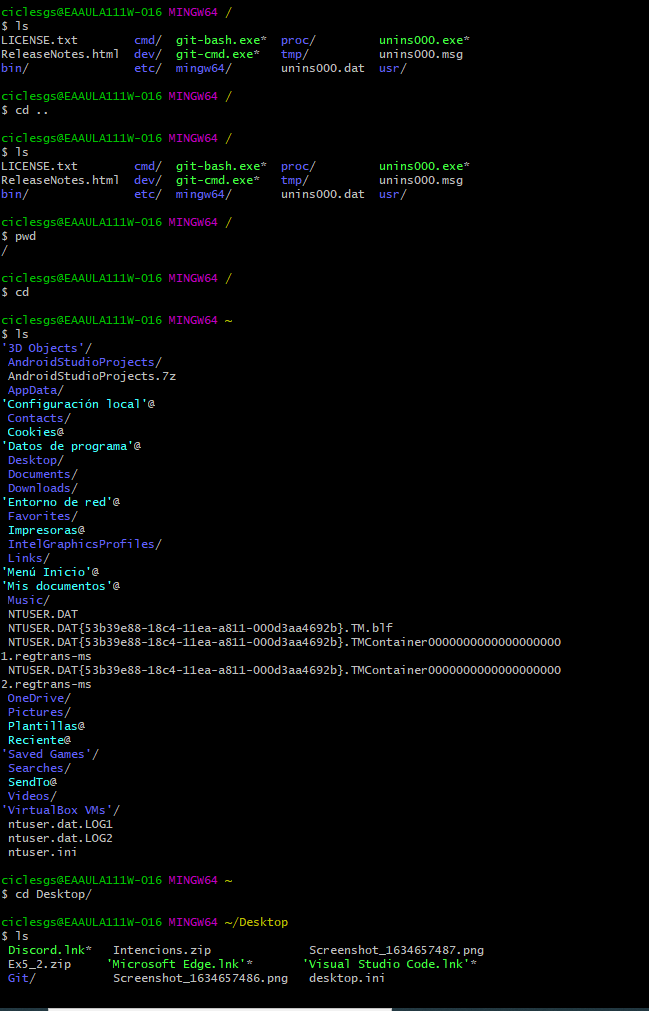 ciclesgs@EAAULA111W-016 MINGW64 /
$ ls
LICENSE.txt        cmd/  git-bash.exe*  proc/         unins000.exe*
ReleaseNotes.html  dev/  git-cmd.exe*   tmp/          unins000.msg
bin/               etc/  mingw64/       unins000.dat  usr/

ciclesgs@EAAULA111W-016 MINGW64 /
$ cd ..

ciclesgs@EAAULA111W-016 MINGW64 /
$ ls
LICENSE.txt        cmd/  git-bash.exe*  proc/         unins000.exe*
ReleaseNotes.html  dev/  git-cmd.exe*   tmp/          unins000.msg
bin/               etc/  mingw64/       unins000.dat  usr/

ciclesgs@EAAULA111W-016 MINGW64 /
$ pwd
/

ciclesgs@EAAULA111W-016 MINGW64 /
$ cd

ciclesgs@EAAULA111W-016 MINGW64 ~
$ ls
'3D Objects'/
 AndroidStudioProjects/
 AndroidStudioProjects.7z
 AppData/
'Configuración local'@
 Contacts/
 Cookies@
'Datos de programa'@
 Desktop/
 Documents/
 Downloads/
'Entorno de red'@
 Favorites/
 Impresoras@
 IntelGraphicsProfiles/
 Links/
'Menú Inicio'@
'Mis documentos'@
 Music/
 NTUSER.DAT
 NTUSER.DAT{53b39e88-18c4-11ea-a811-000d3aa4692b}.TM.blf
 NTUSER.DAT{53b39e88-18c4-11ea-a811-000d3aa4692b}.TMContainer0000000000000000000
1.regtrans-ms
 NTUSER.DAT{53b39e88-18c4-11ea-a811-000d3aa4692b}.TMContainer0000000000000000000
2.regtrans-ms
 OneDrive/
 Pictures/
 Plantillas@
 Reciente@
'Saved Games'/
 Searches/
 SendTo@
 Videos/
'VirtualBox VMs'/
 ntuser.dat.LOG1
 ntuser.dat.LOG2
 ntuser.ini

ciclesgs@EAAULA111W-016 MINGW64 ~
$ cd Desktop/

ciclesgs@EAAULA111W-016 MINGW64 ~/Desktop
$ ls
 Discord.lnk*   Intencions.zip              Screenshot_1634657487.png
 Ex5_2.zip     'Microsoft Edge.lnk'*       'Visual Studio Code.lnk'*
 Git/           Screenshot_1634657486.png   desktop.ini